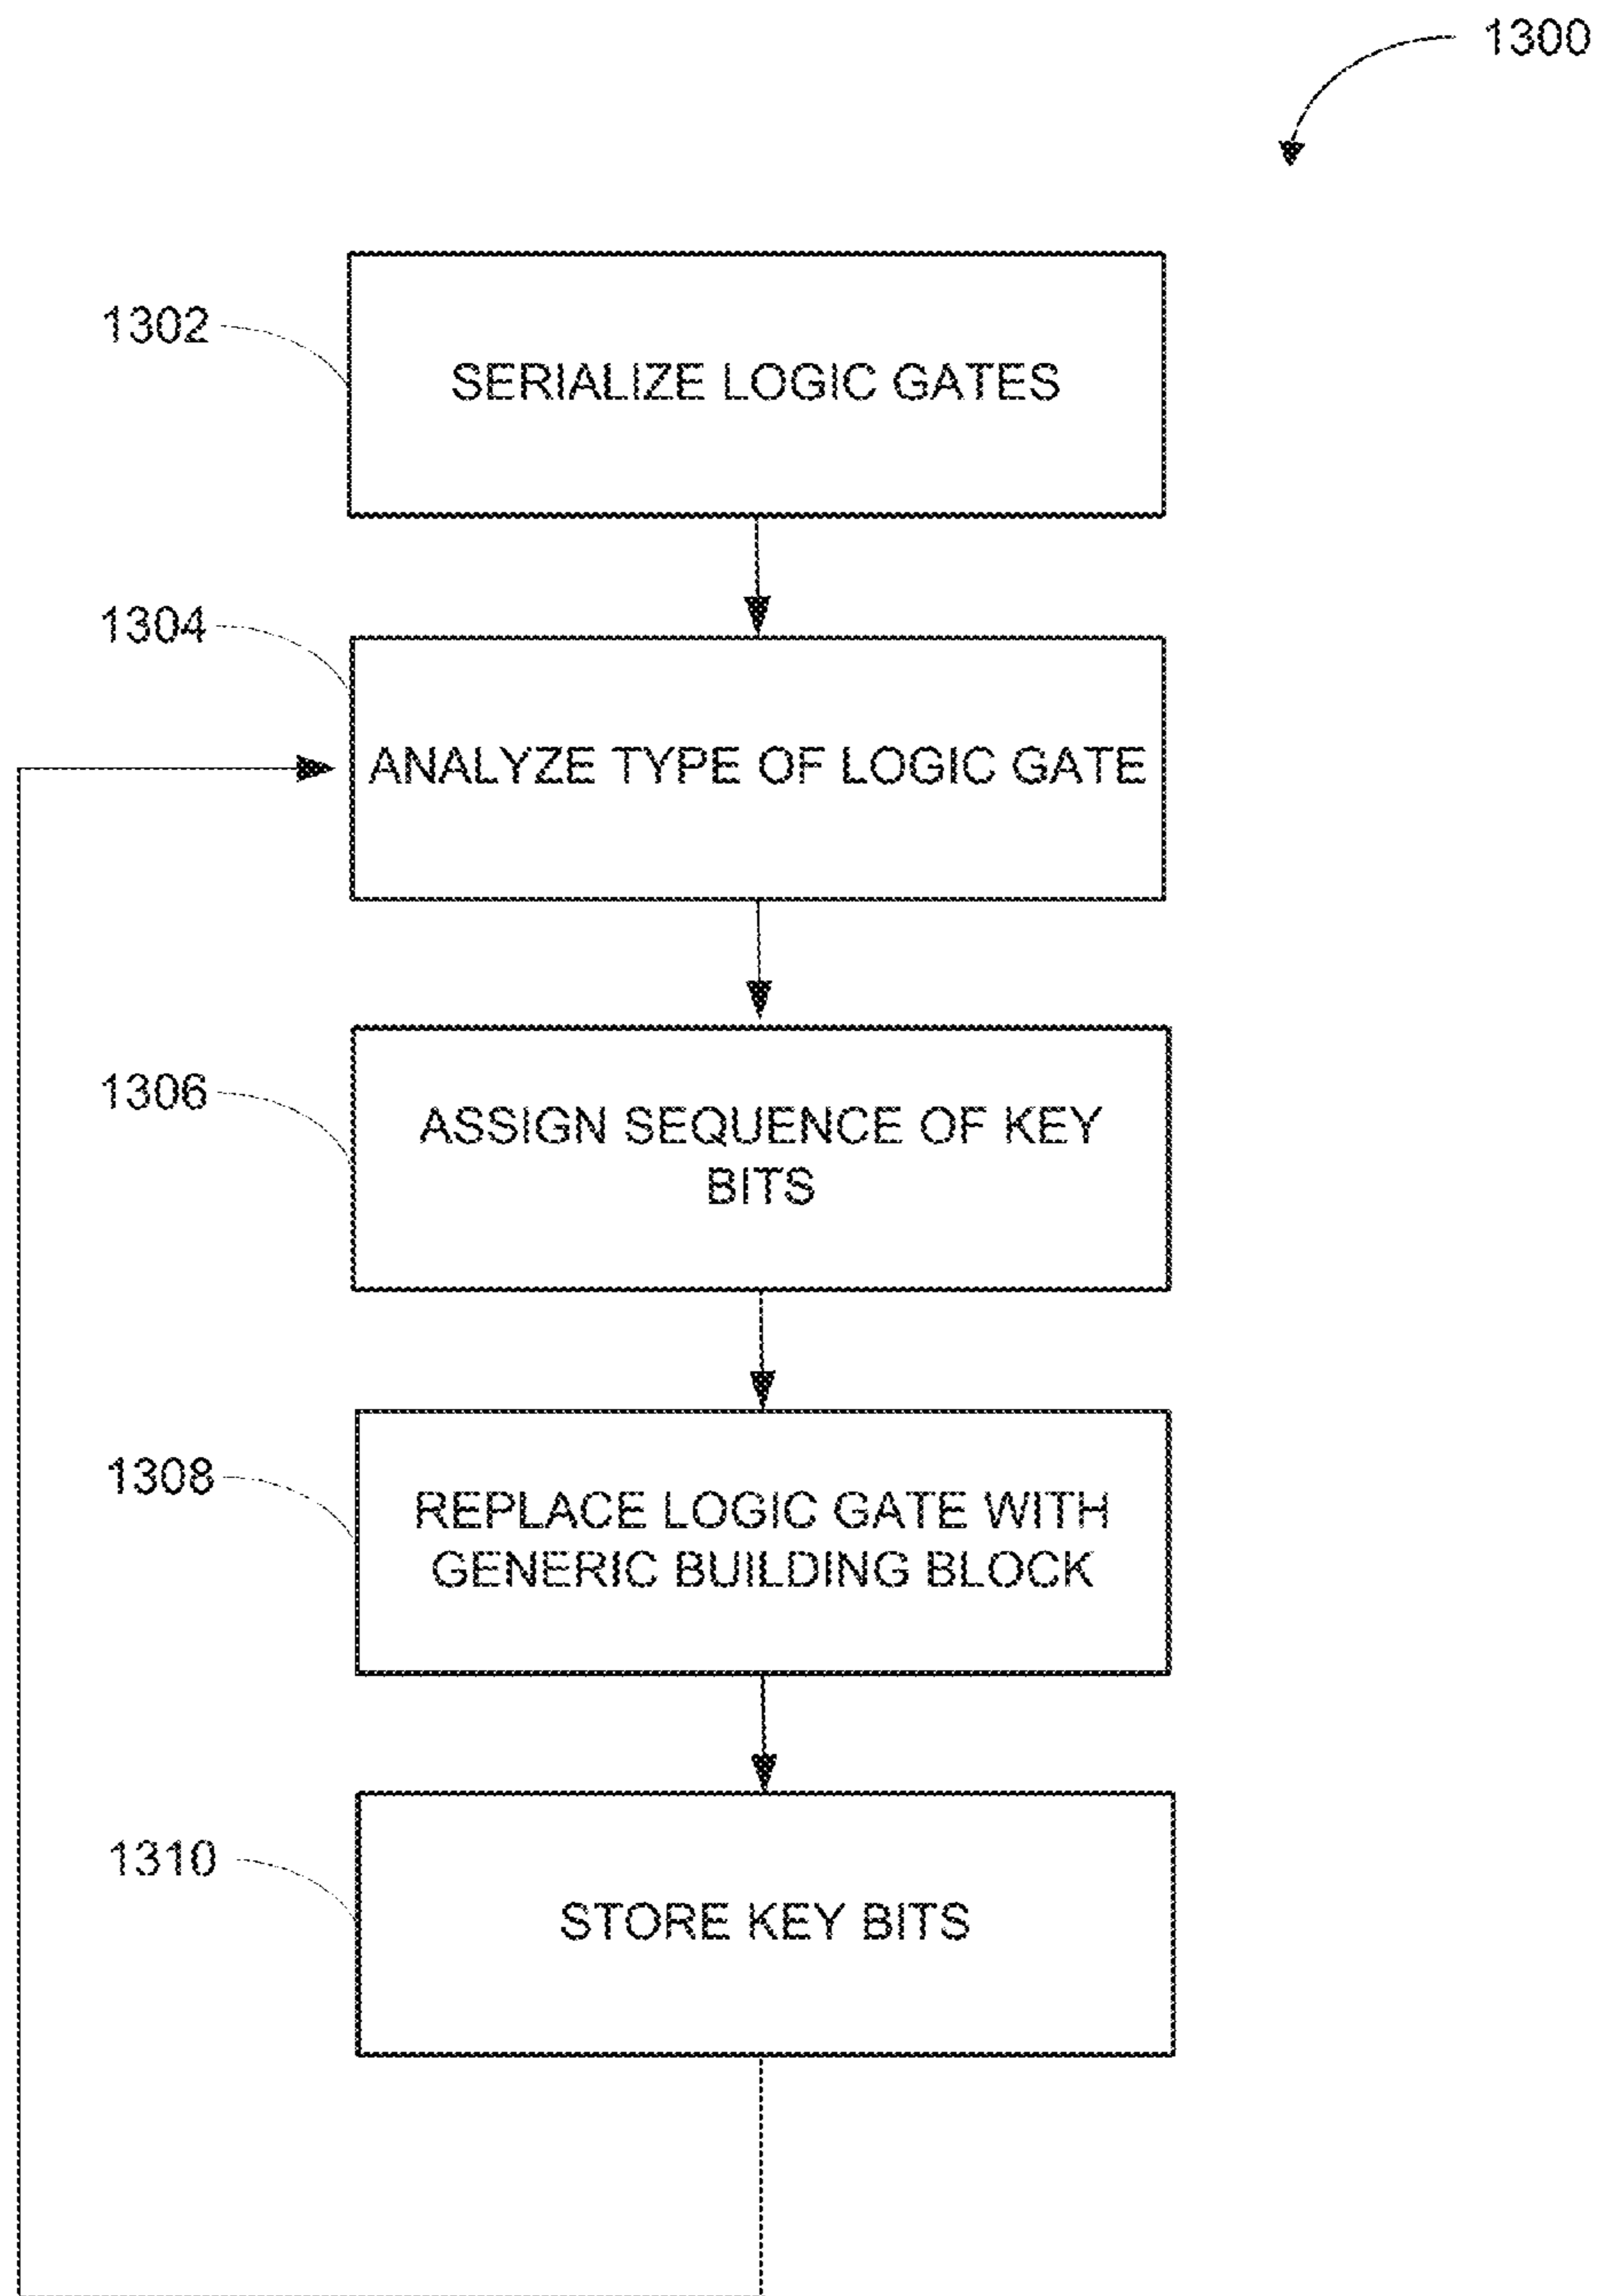 1300
1302
SERIALIZE LOGIC GATES
1304
ANALYZE TYPE OF LOGIC GATE
1306
ASSIGN SEQUENCE OF KEY
BITS
1308
REPLACE LOGIC GATE WITH
GENERIC BUILDING BLOCK
1310
STORE KEY BITS